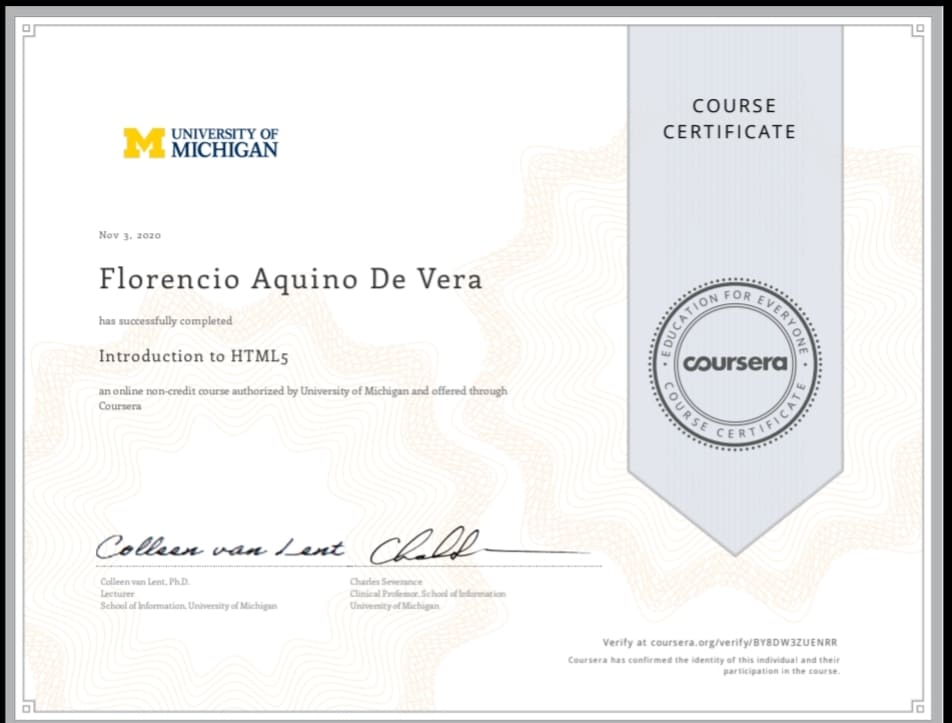 COURSE
CERTIFICATE
UNIVERSITY OF
MICHIGAN
Nov 3, 2020
Florencio Aquino De Vera
has successfully completed
Introduction to HTML5
an online non-credit course authorized by University of Michigan and offered through
Coursera
EDUCATION FOR EVERYONE
coursera
COURSE CERTIFICATE
Colleen van Lent
Colleen van Lent, Ph.D.
Lecturer
School of Information, University of Michigan
Charles Severance
Clinical Professor, School of Information
University of Michigan
Verify at coursera.org/verify/BY8DW3ZUENRR
Coursera has confirmed the identity of this individual and their
participation in the course.